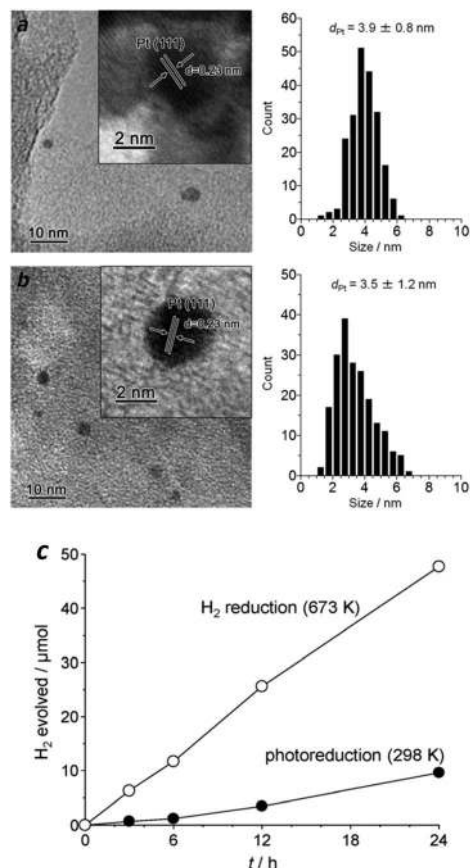 a
Pt (111)
d=0.23 nm
2 nm
10 nm
d_Pt = 3.9 ± 0.8 nm
60
50
40
30
20
10
0
Count
0 2 4 6 8 10
Size / nm
b
Pt (111)
d=0.23 nm
2 nm
10 nm
d_Pt = 3.5 ± 1.2 nm
50
40
30
20
10
0
Count
0 2 4 6 8 10
Size / nm
c
50
40
30
20
10
0
H₂ evolved / μmol
H₂ reduction (673 K)
photoreduction (298 K)
0 6 12 18 24
t / h